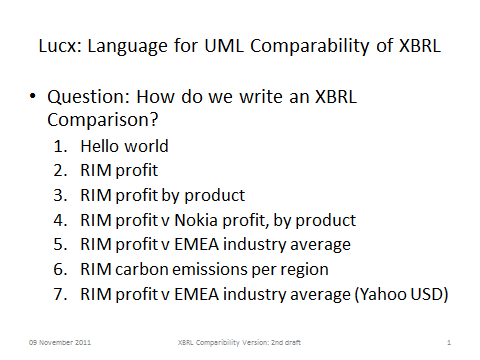 Lucx: Language for UML Comparability of XBRL
• Question: How do we write an XBRL
Comparison?
1. Hello world
2. RIM profit
3. RIM profit by product
4. RIM profit v Nokia profit, by product
5. RIM profit v EMEA industry average
6. RIM carbon emissions per region
7. RIM profit v EMEA industry average (Yahoo USD)
09 November 2011 XBRL Comparibility Version: 2nd draft 1